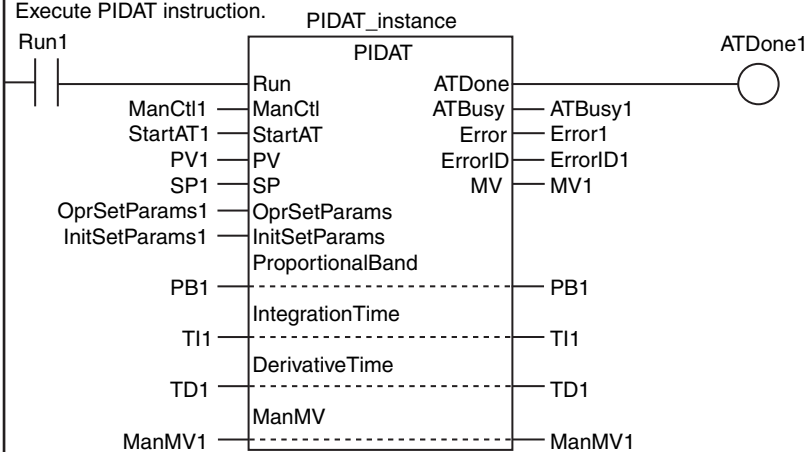 Execute PIDAT instruction.
PIDAT_instance
Run1
PIDAT
ATDone1
Run
ATDone
ManCtl1
ManCtl
ATBusy
ATBusy1
StartAT1
StartAT
Error
Error1
PV1
PV
ErrorID
ErrorID1
SP1
SP
MV
MV1
OprSetParams1
OprSetParams
InitSetParams1
InitSetParams
ProportionalBand
PB1
PB1
IntegrationTime
TI1
TI1
DerivativeTime
TD1
TD1
ManMV
ManMV1
ManMV1